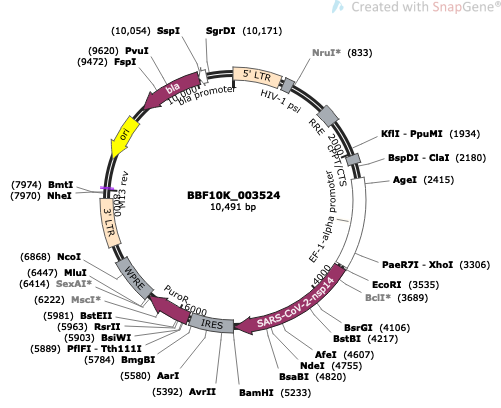 Created with SnapGene®
(10,054) SspI
SgrDI (10,171)
(9620) PvuI
(9472) FspI
NruI* (833)
5' LTR
HIV-1 psi
RRE
2000
cPPT/CTS
bla
bla promoter
10,000
ori
KflI - PpuMI (1934)
BspDI - ClaI (2180)
AgeI (2415)
EF-1-alpha promoter
(7974) BmtI
(7970) NheI
M13 rev
8000
3' LTR
BBF10K_003524
10,491 bp
PaeR7I - XhoI (3306)
4000
EcoRI (3535)
BclI* (3689)
(6868) NcoI
(6447) MluI
(6414) SexAI*
(6222) MscI*
WPRE
PuroR
6000
IRES
SARS-CoV-2-nsp14
(5981) BstEII
(5963) RsrII
(5903) BsiWI
(5889) PflFI - Tth111I
(5784) BmgBI
(5580) AarI
(5392) AvrII
BamHI (5233)
BsaBI (4820)
NdeI (4755)
AfeI (4607)
BstBI (4217)
BsrGI (4106)